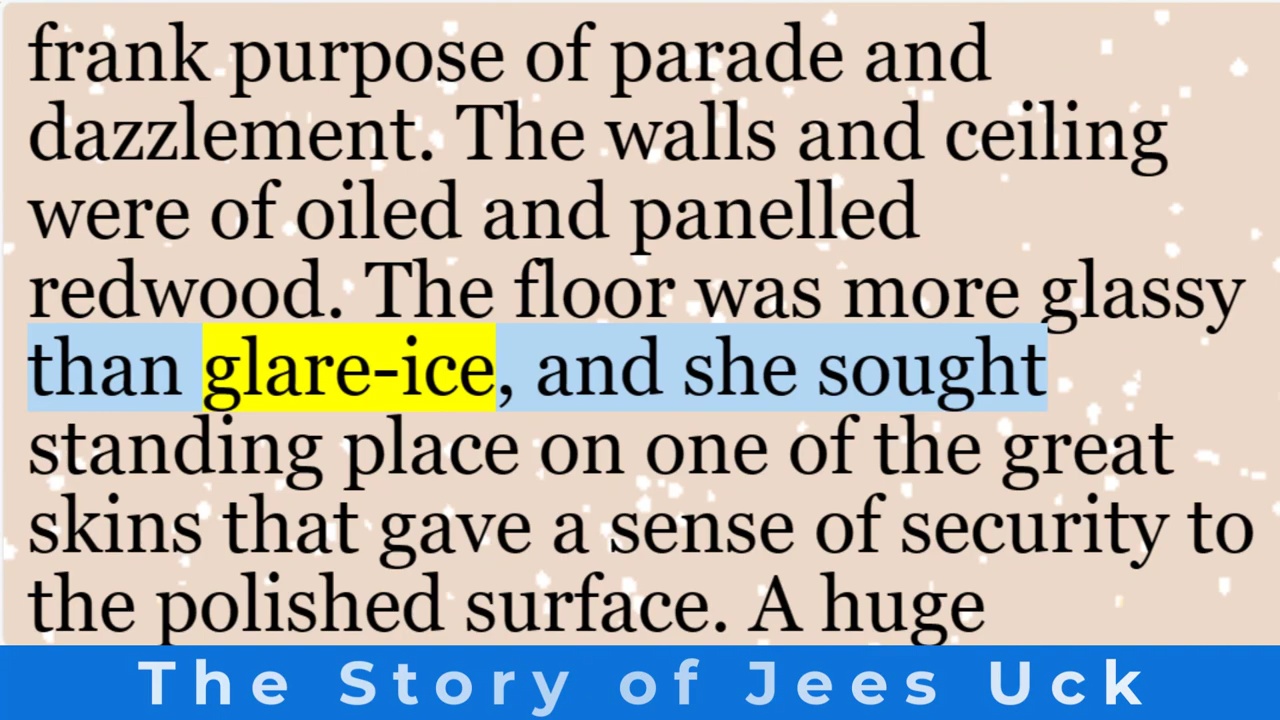 frank purpose of parade and
dazzlement. The walls and ceiling
were of oiled and panelled
redwood. The floor was more glassy
than glare-ice, and she sought
standing place on one of the great
skins that gave a sense of security to
the polished surface. A huge
The Story of Jees Uck